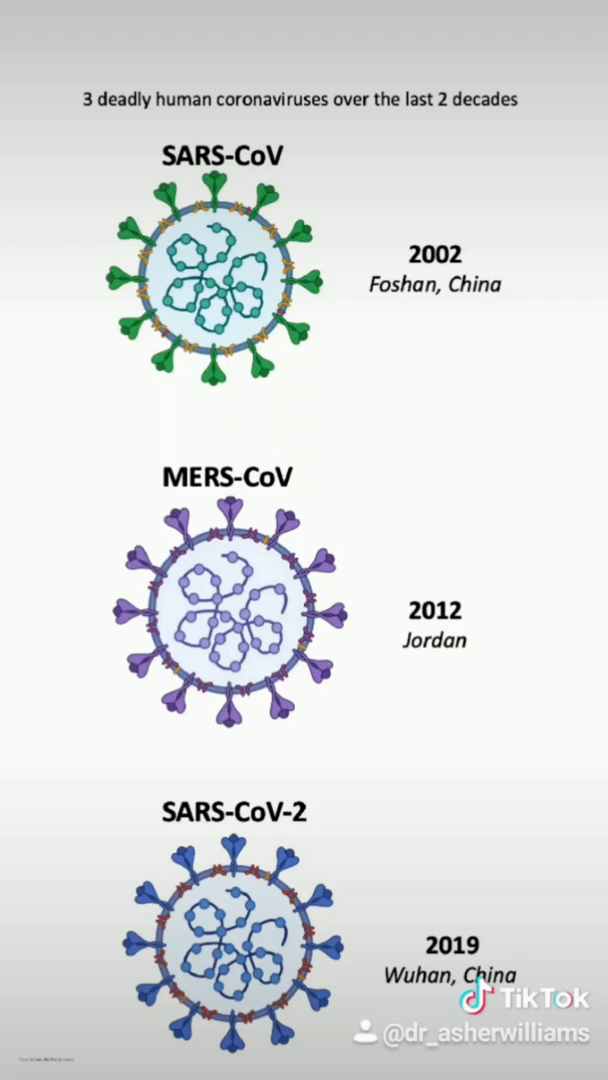 3 deadly human coronaviruses over the last 2 decades
SARS-CoV
2002
Foshan, China
MERS-CoV
2012
Jordan
SARS-CoV-2
2019
Wuhan, China
TikTok
@dr_asherwilliams